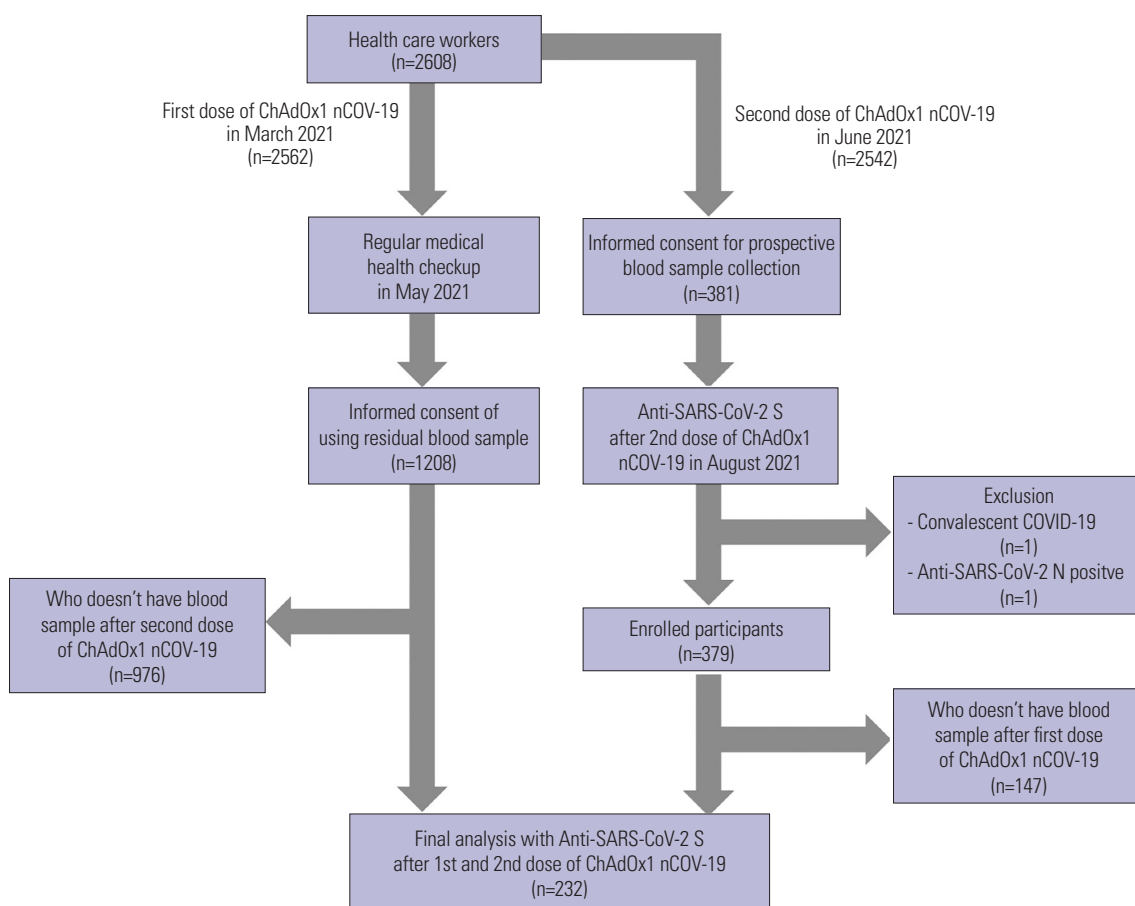 Health care workers
(n=2608)
First dose of ChAdOx1 nCOV-19
in March 2021
(n=2562)
Second dose of ChAdOx1 nCOV-19
in June 2021
(n=2542)
Regular medical
health checkup
in May 2021
Informed consent for prospective
blood sample collection
(n=381)
Informed consent of
using residual blood sample
(n=1208)
Anti-SARS-CoV-2 S
after 2nd dose of ChAdOx1
nCOV-19 in August 2021
Exclusion
- Convalescent COVID-19
(n=1)
- Anti-SARS-CoV-2 N positve
(n=1)
Who doesn't have blood
sample after second dose
of ChAdOx1 nCOV-19
(n=976)
Enrolled participants
(n=379)
Who doesn't have blood
sample after first dose
of ChAdOx1 nCOV-19
(n=147)
Final analysis with Anti-SARS-CoV-2 S
after 1st and 2nd dose of ChAdOx1 nCOV-19
(n=232)